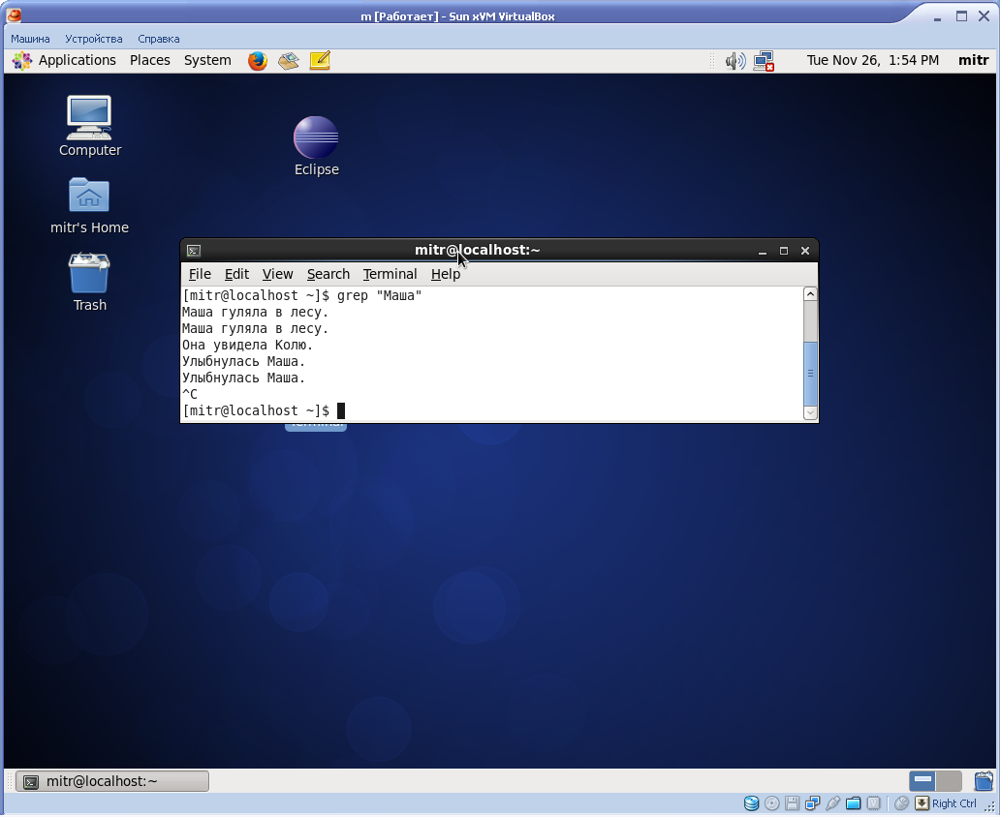 m [Работает] - Sun xVM VirtualBox
Машина Устройства Справка
Applications Places System Tue Nov 26, 1:54 PM mitr
Computer
Eclipse
mitr's Home
Trash
mitr@localhost:~
File Edit View Search Terminal Help
[mitr@localhost ~]$ grep "Маша"
Маша гуляла в лесу.
Маша гуляла в лесу.
Она увидела Колю.
Улыбнулась Маша.
Улыбнулась Маша.
^C
[mitr@localhost ~]$
Terminal
mitr@localhost:~
Right Ctrl